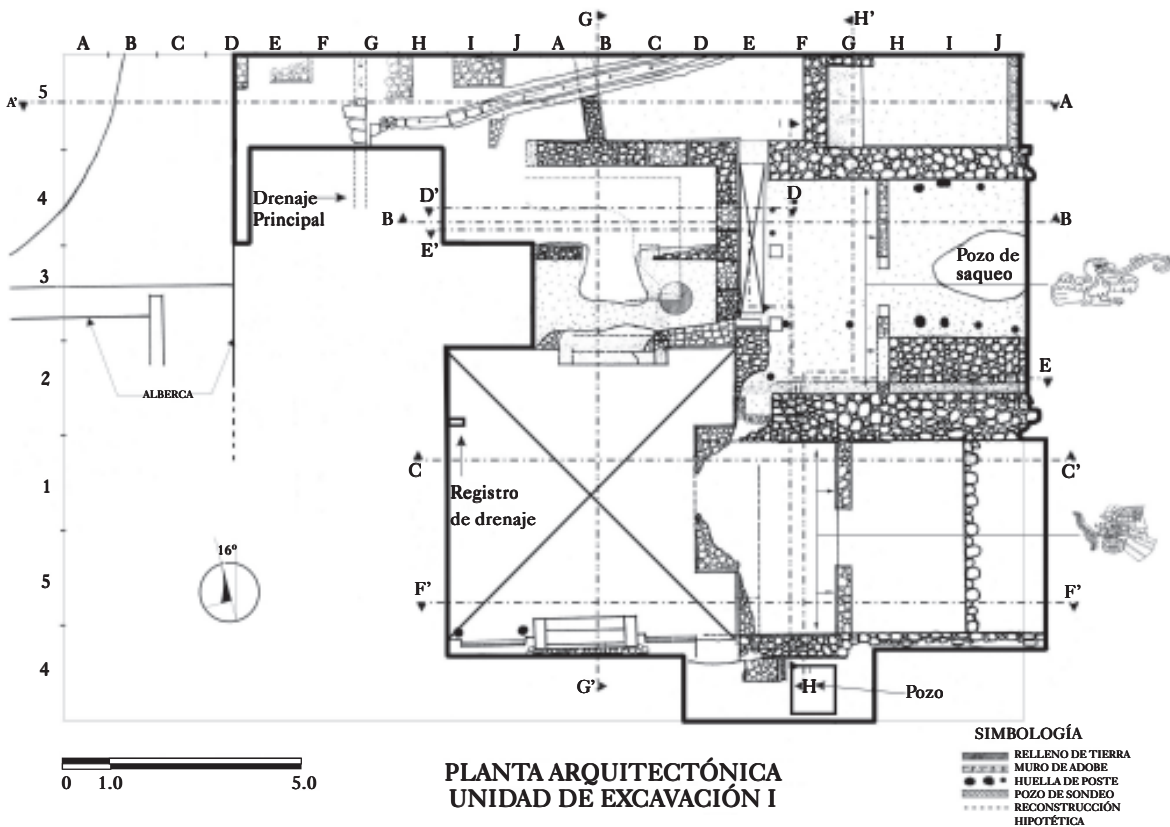 G H'
A B C D E F G H I J A B C D E F G H I J
A' 5 A
4 Drenaje
Principal
D' D
B B
E'
3 Pozo de
saqueo
2 E
ALBERCA
C C'
1 Registro
de drenaje
16º
5 F' F'
4 G' H Pozo
SIMBOLOGÍA
RELLENO DE TIERRA
MURO DE ADOBE
HUELLA DE POSTE
POZO DE SONDEO
RECONSTRUCCIÓN
HIPOTÉTICA
0 1.0 5.0
PLANTA ARQUITECTÓNICA
UNIDAD DE EXCAVACIÓN I